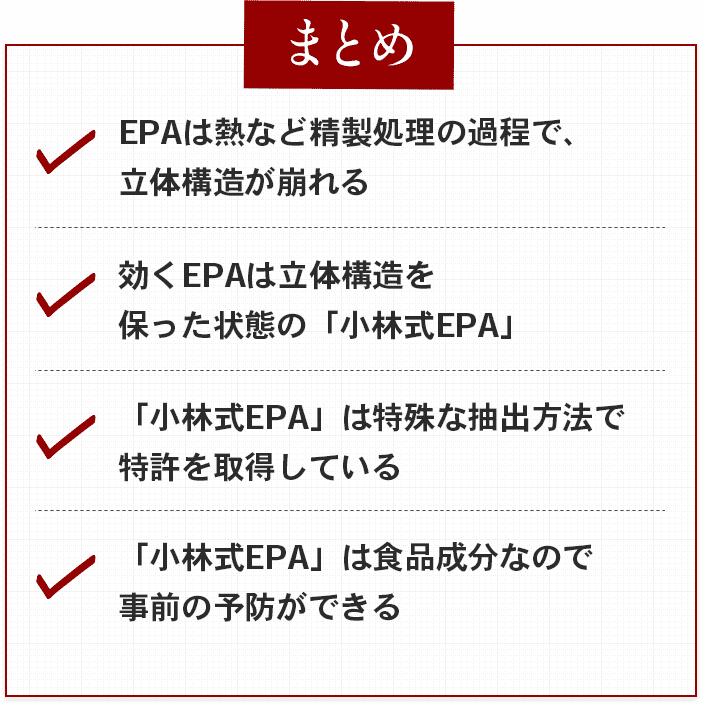 まとめ
EPAは熱など精製処理の過程で、
立体構造が崩れる
効くEPAは立体構造を
保った状態の「小林式EPA」
「小林式EPA」は特殊な抽出方法で
特許を取得している
「小林式EPA」は食品成分なので
事前の予防ができる